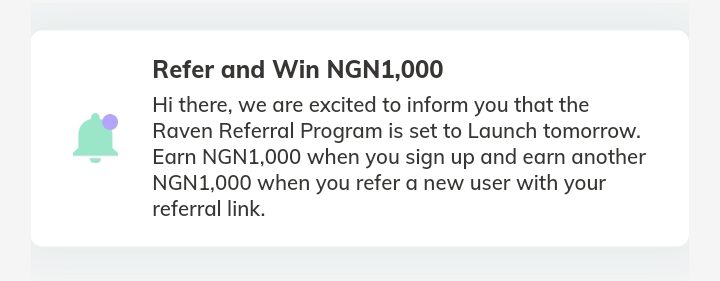 Refer and Win NGN1,000
Hi there, we are excited to inform you that the
Raven Referral Program is set to Launch tomorrow.
Earn NGN1,000 when you sign up and earn another
NGN1,000 when you refer a new user with your
referral link.